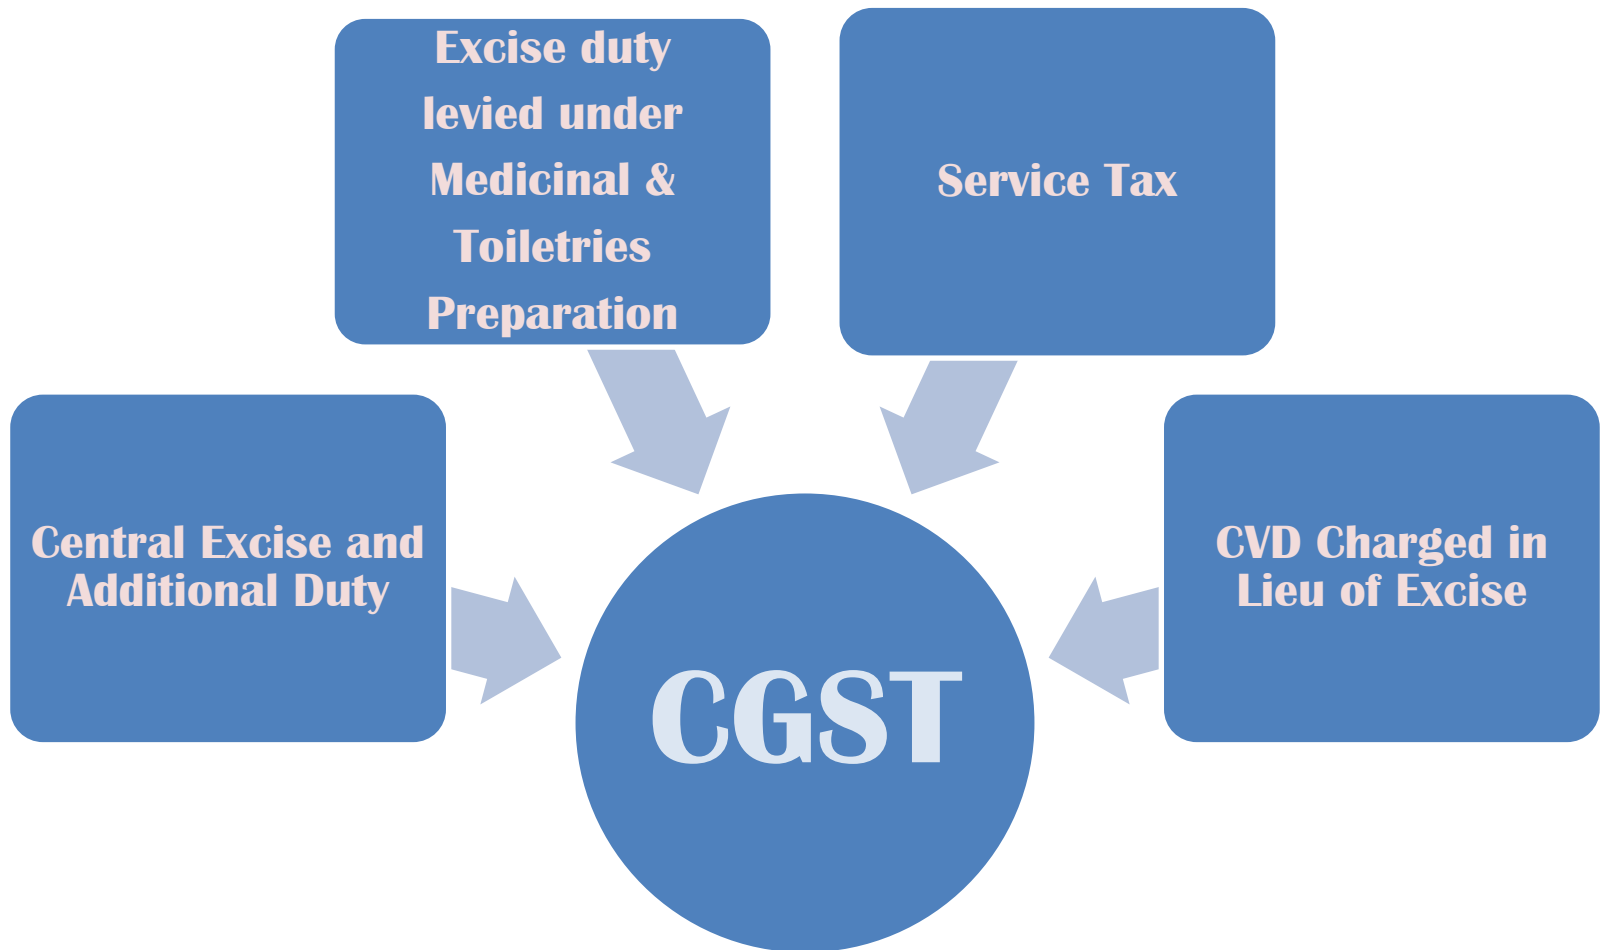 Excise duty
levied under
Medicinal &
Toiletries
Preparation
Service Tax
Central Excise and
Additional Duty
CVD Charged in
Lieu of Excise
CGST